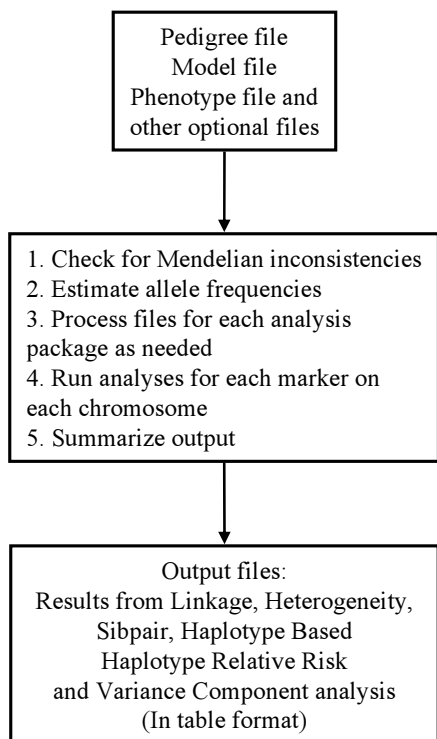 Pedigree file
Model file
Phenotype file and
other optional files
1. Check for Mendelian inconsistencies
2. Estimate allele frequencies
3. Process files for each analysis
package as needed
4. Run analyses for each marker on
each chromosome
5. Summarize output
Output files:
Results from Linkage, Heterogeneity,
Sibpair, Haplotype Based
Haplotype Relative Risk
and Variance Component analysis
(In table format)